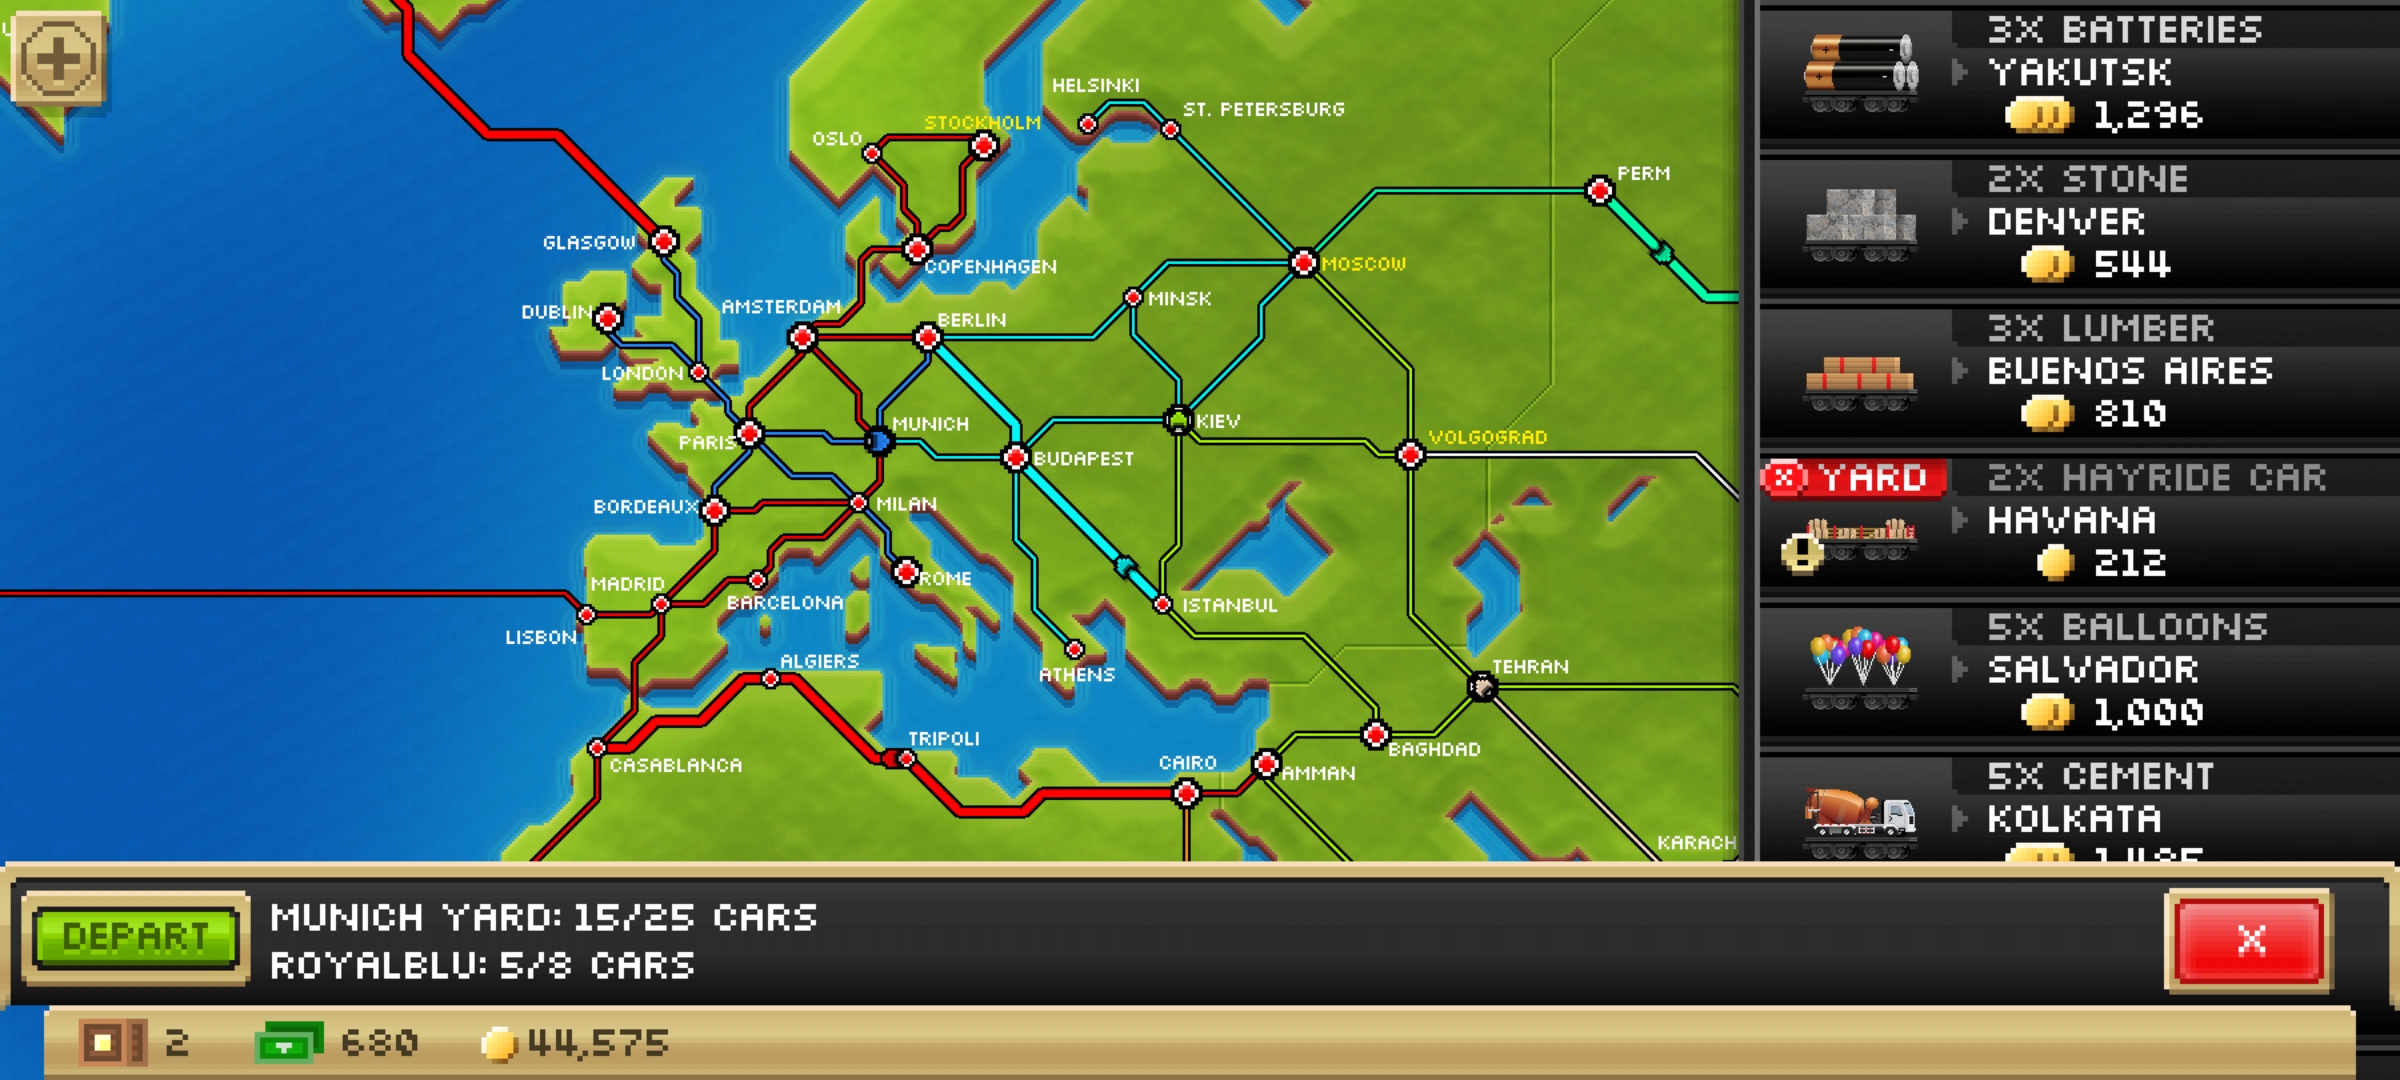 HELSINKI
ST. PETERSBURG
STOCKHOLM
OSLO
PERM
GLASGOW
COPENHAGEN
MOSCOW
MINSK
DUBLIN
AMSTERDAM
BERLIN
LONDON
MUNICH
KIEV
PARIS
BUDAPEST
VOLGOGRAD
BORDEAUX
MILAN
MADRID
ROME
BARCELONA
ISTANBUL
LISBON
ALGIERS
ATHENS
TEHRAN
TRIPOLI
CASABLANCA
CAIRO
BAGHDAD
AMMAN
KARACH
3X BATTERIES
YAKUTSK
1,296
2X STONE
DENVER
544
3X LUMBER
BUENOS AIRES
810
X YARD
2X HAYRIDE CAR
HAVANA
! 212
5X BALLOONS
SALVADOR
1,000
5X CEMENT
KOLKATA
DEPART
MUNICH YARD: 15/25 CARS
ROYALBLU: 5/8 CARS
X
2
680
44,575